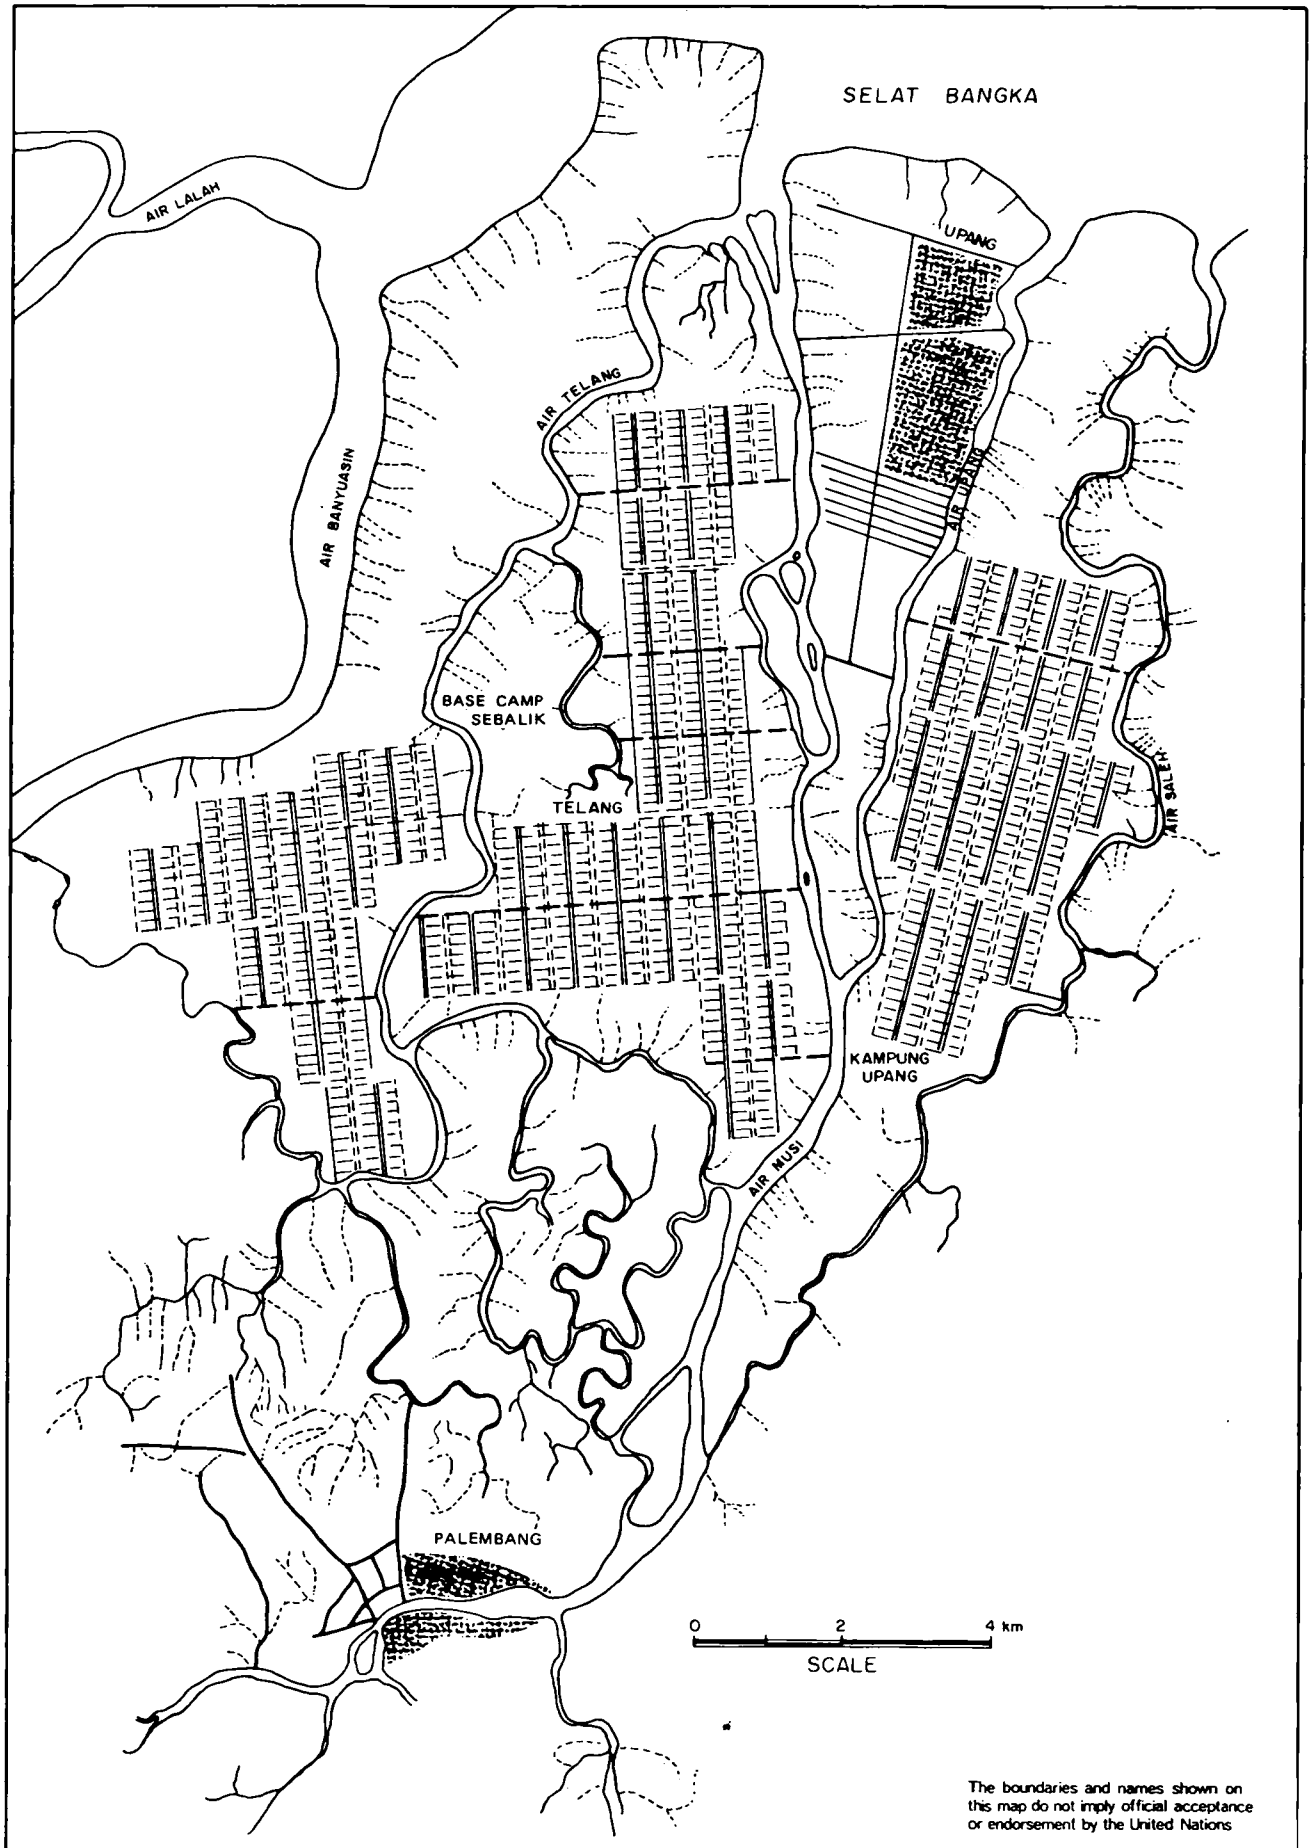 SELAT BANGKA
AIR LALAH
UPANG
AIR TELANG
AIR BANYUASIN
AIR UPANG
BASE CAMP
SEBALIK
TELANG
AIR SALEH
KAMPUNG
UPANG
AIR MUSI
PALEMBANG
0 2 4 km
SCALE
The boundaries and names shown on
this map do not imply official acceptance
or endorsement by the United Nations